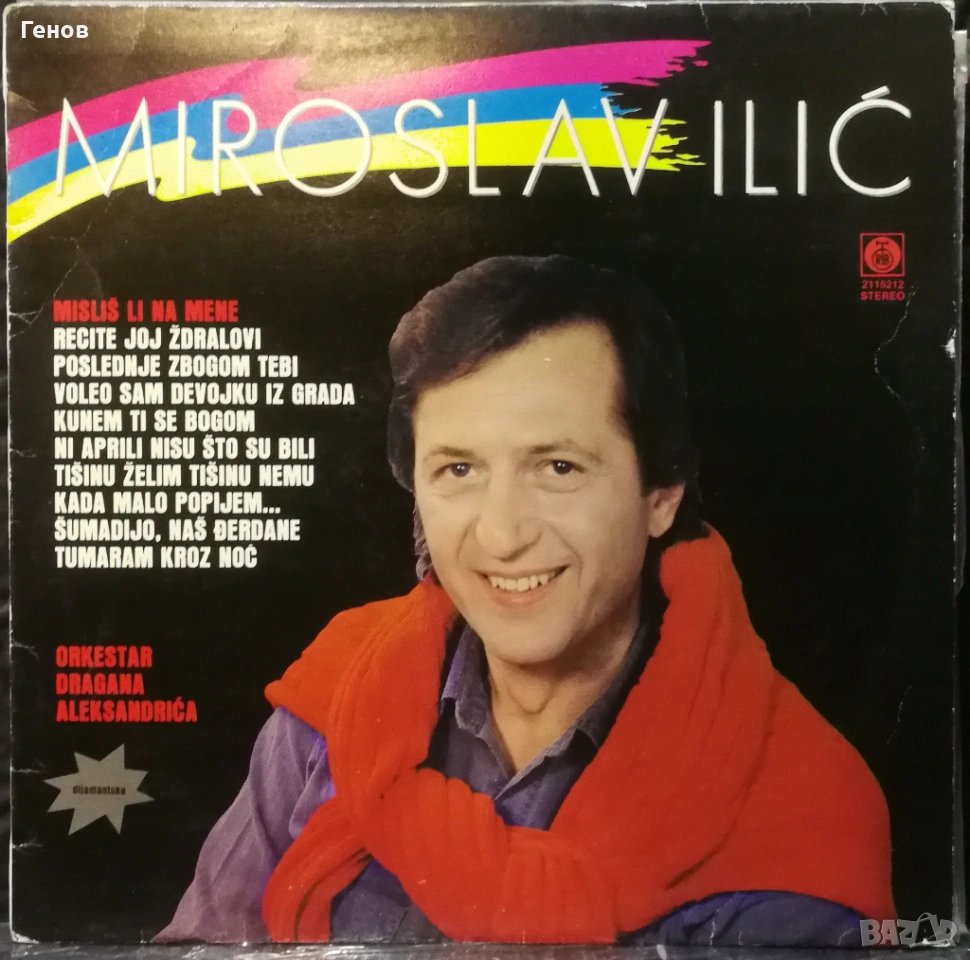 Генов
MIROSLAV ILIĆ
2115212
STEREO
MISLIŠ LI NA MENE
RECITE JOJ ŽDRALOVI
POSLEDNJE ZBOGOM TEBI
VOLEO SAM DEVOJKU IZ GRADA
KUNEM TI SE BOGOM
NI APRILI NISU ŠTO SU BILI
TIŠINU ŽELIM TIŠINU NEMU
KADA MALO POPIJEM...
ŠUMADIJO, NAŠ ĐERDANE
TUMARAM KROZ NOĆ
ORKESTAR
DRAGANA
ALEKSANDRIĆA
dijamantska
BAZAR